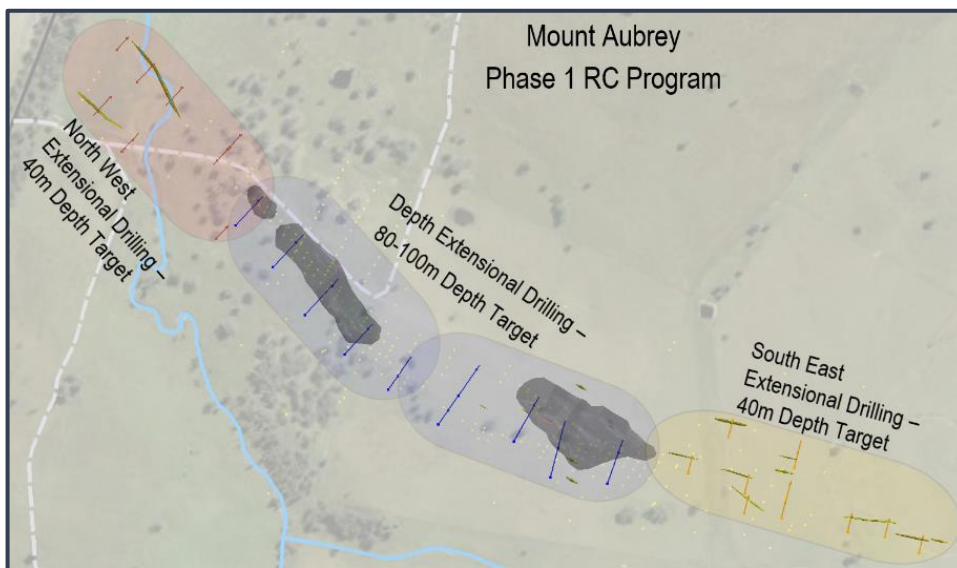 Mount Aubrey
Phase 1 RC Program
North West
Extensional Drilling –
40m Depth Target
Depth Extensional Drilling –
80-100m Depth Target
South East
Extensional Drilling –
40m Depth Target